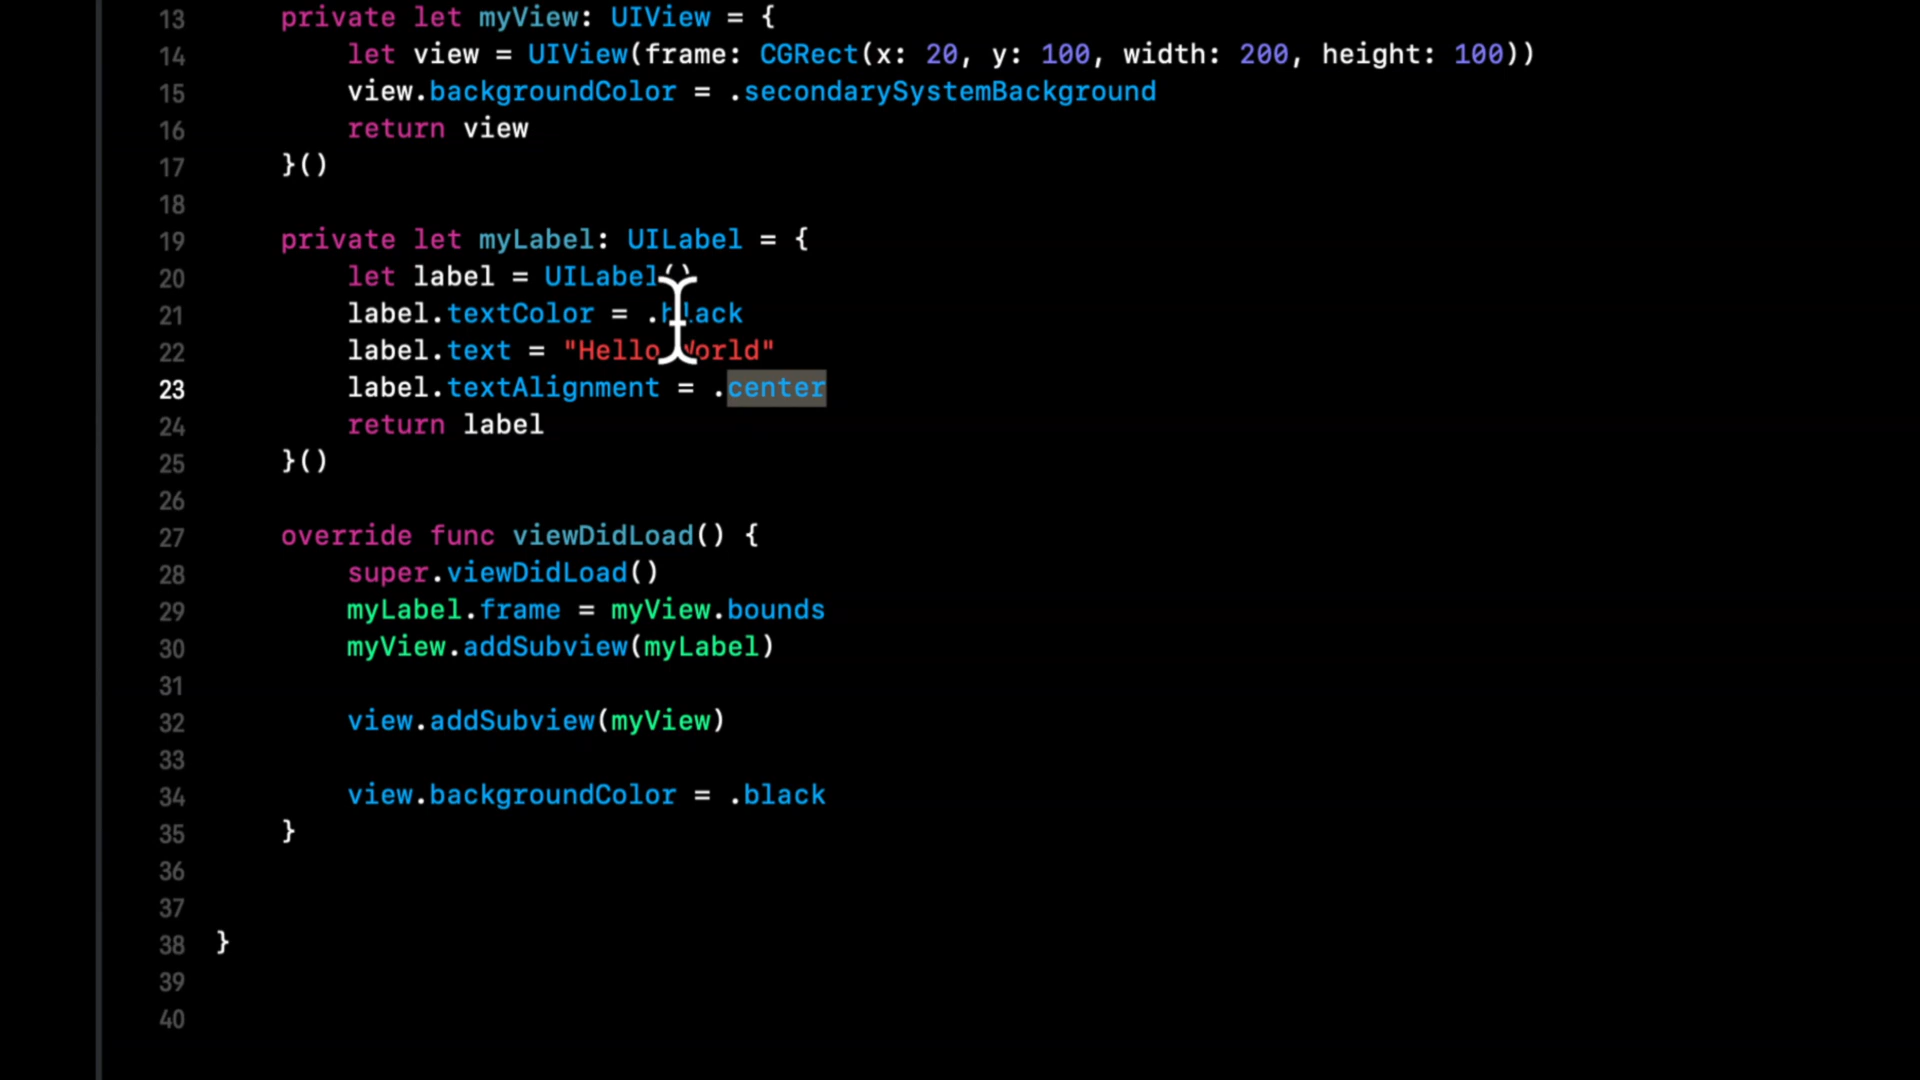 13 private let myView: UIView = {
14 let view = UIView(frame: CGRect(x: 20, y: 100, width: 200, height: 100))
15 view.backgroundColor = .secondarySystemBackground
16 return view
17 }()
18
19 private let myLabel: UILabel = {
20 let label = UILabel()
21 label.textColor = .black
22 label.text = "Hello World"
23 label.textAlignment = .center
24 return label
25 }()
26
27 override func viewDidLoad() {
28 super.viewDidLoad()
29 myLabel.frame = myView.bounds
30 myView.addSubview(myLabel)
31
32 view.addSubview(myView)
33
34 view.backgroundColor = .black
35 }
36
37
38 }
39
40